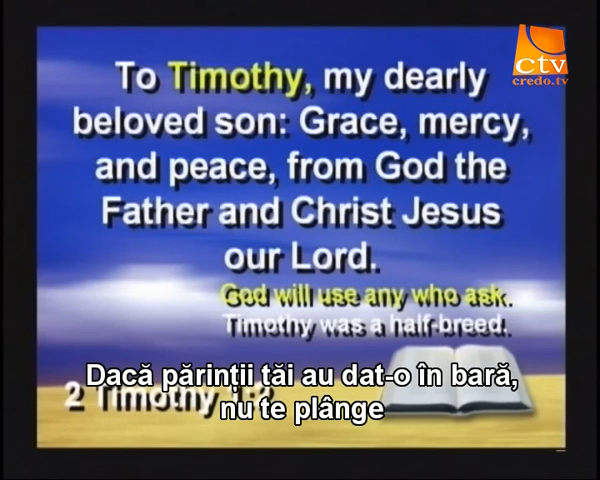 ctv
credo.tv
To Timothy, my dearly
beloved son: Grace, mercy,
and peace, from God the
Father and Christ Jesus
our Lord.
God will use any who ask.
Timothy was a half-breed.
Dacă părinții tăi au dat-o în bară,
2 Timothy 1:2
nu te plânge